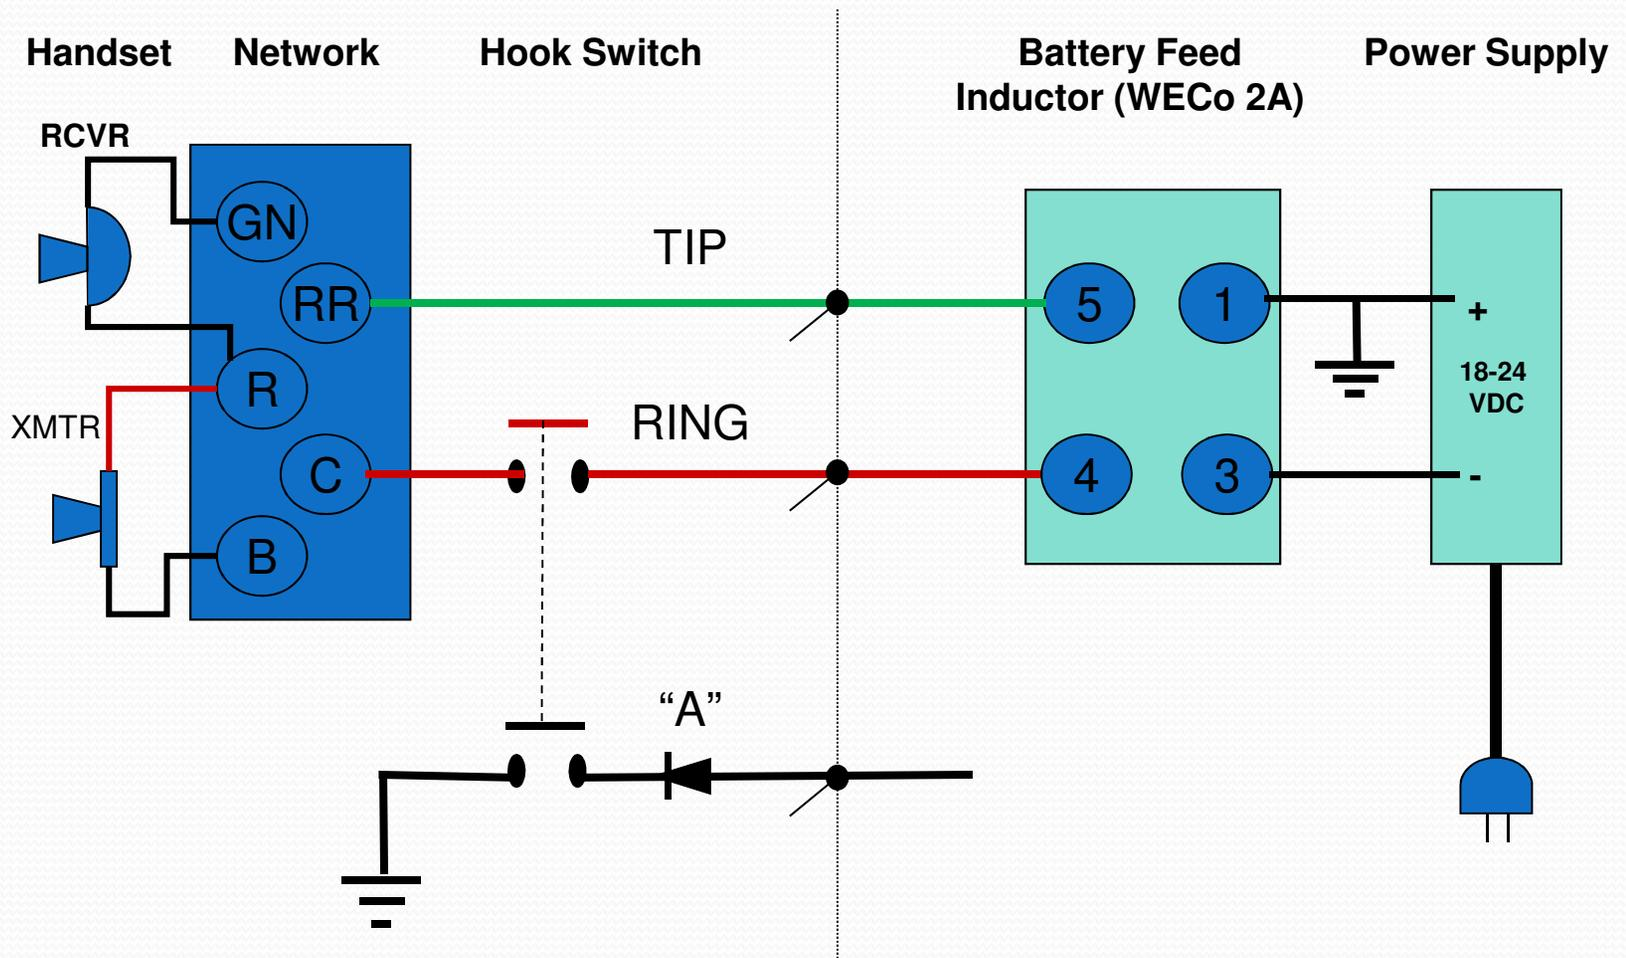 Handset
Network
Hook Switch
Battery Feed
Inductor (WECo 2A)
Power Supply
RCVR
GN
TIP
RR
5
1
+
R
18-24
VDC
XMTR
RING
C
4
3
-
B
“A”